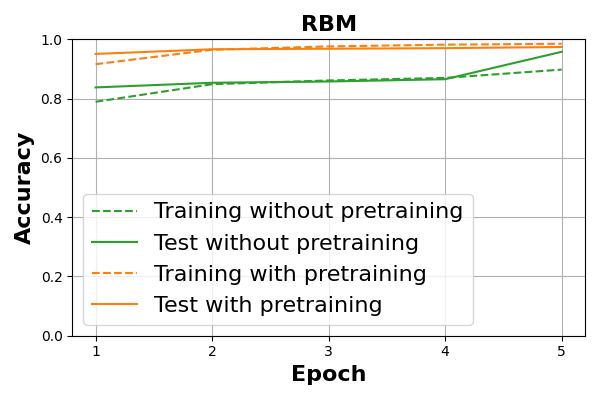 RBM
1.0
0.8
0.6
0.4
0.2
0.0
Accuracy
Training without pretraining
Test without pretraining
Training with pretraining
Test with pretraining
1 2 3 4 5
Epoch